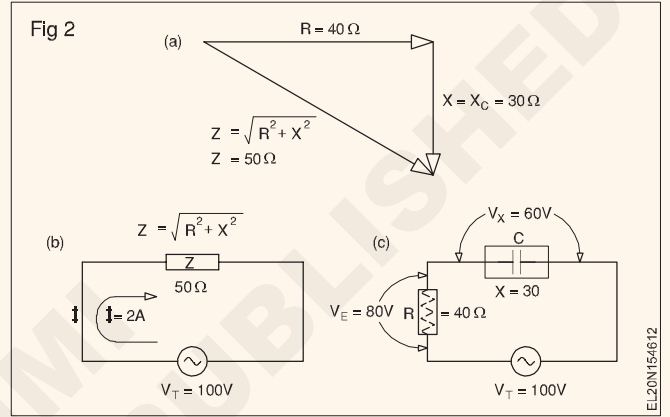 Fig 2
(a)
R = 40 Ω
X = X_C = 30 Ω
Z = √R² + X²
Z = 50 Ω
(b)
Z = √R² + X²
Z
50 Ω
I = 2A
V_T = 100V
(c)
V_X = 60V
C
X = 30
V_E = 80V
R = 40 Ω
V_T = 100V
EL20N154612
PUBLISHED